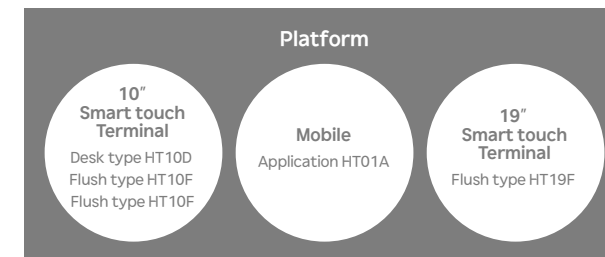 Platform
10″
Smart touch
Terminal
Desk type HT10D
Flush type HT10F
Flush type HT10F
Mobile
Application HT01A
19″
Smart touch
Terminal
Flush type HT19F